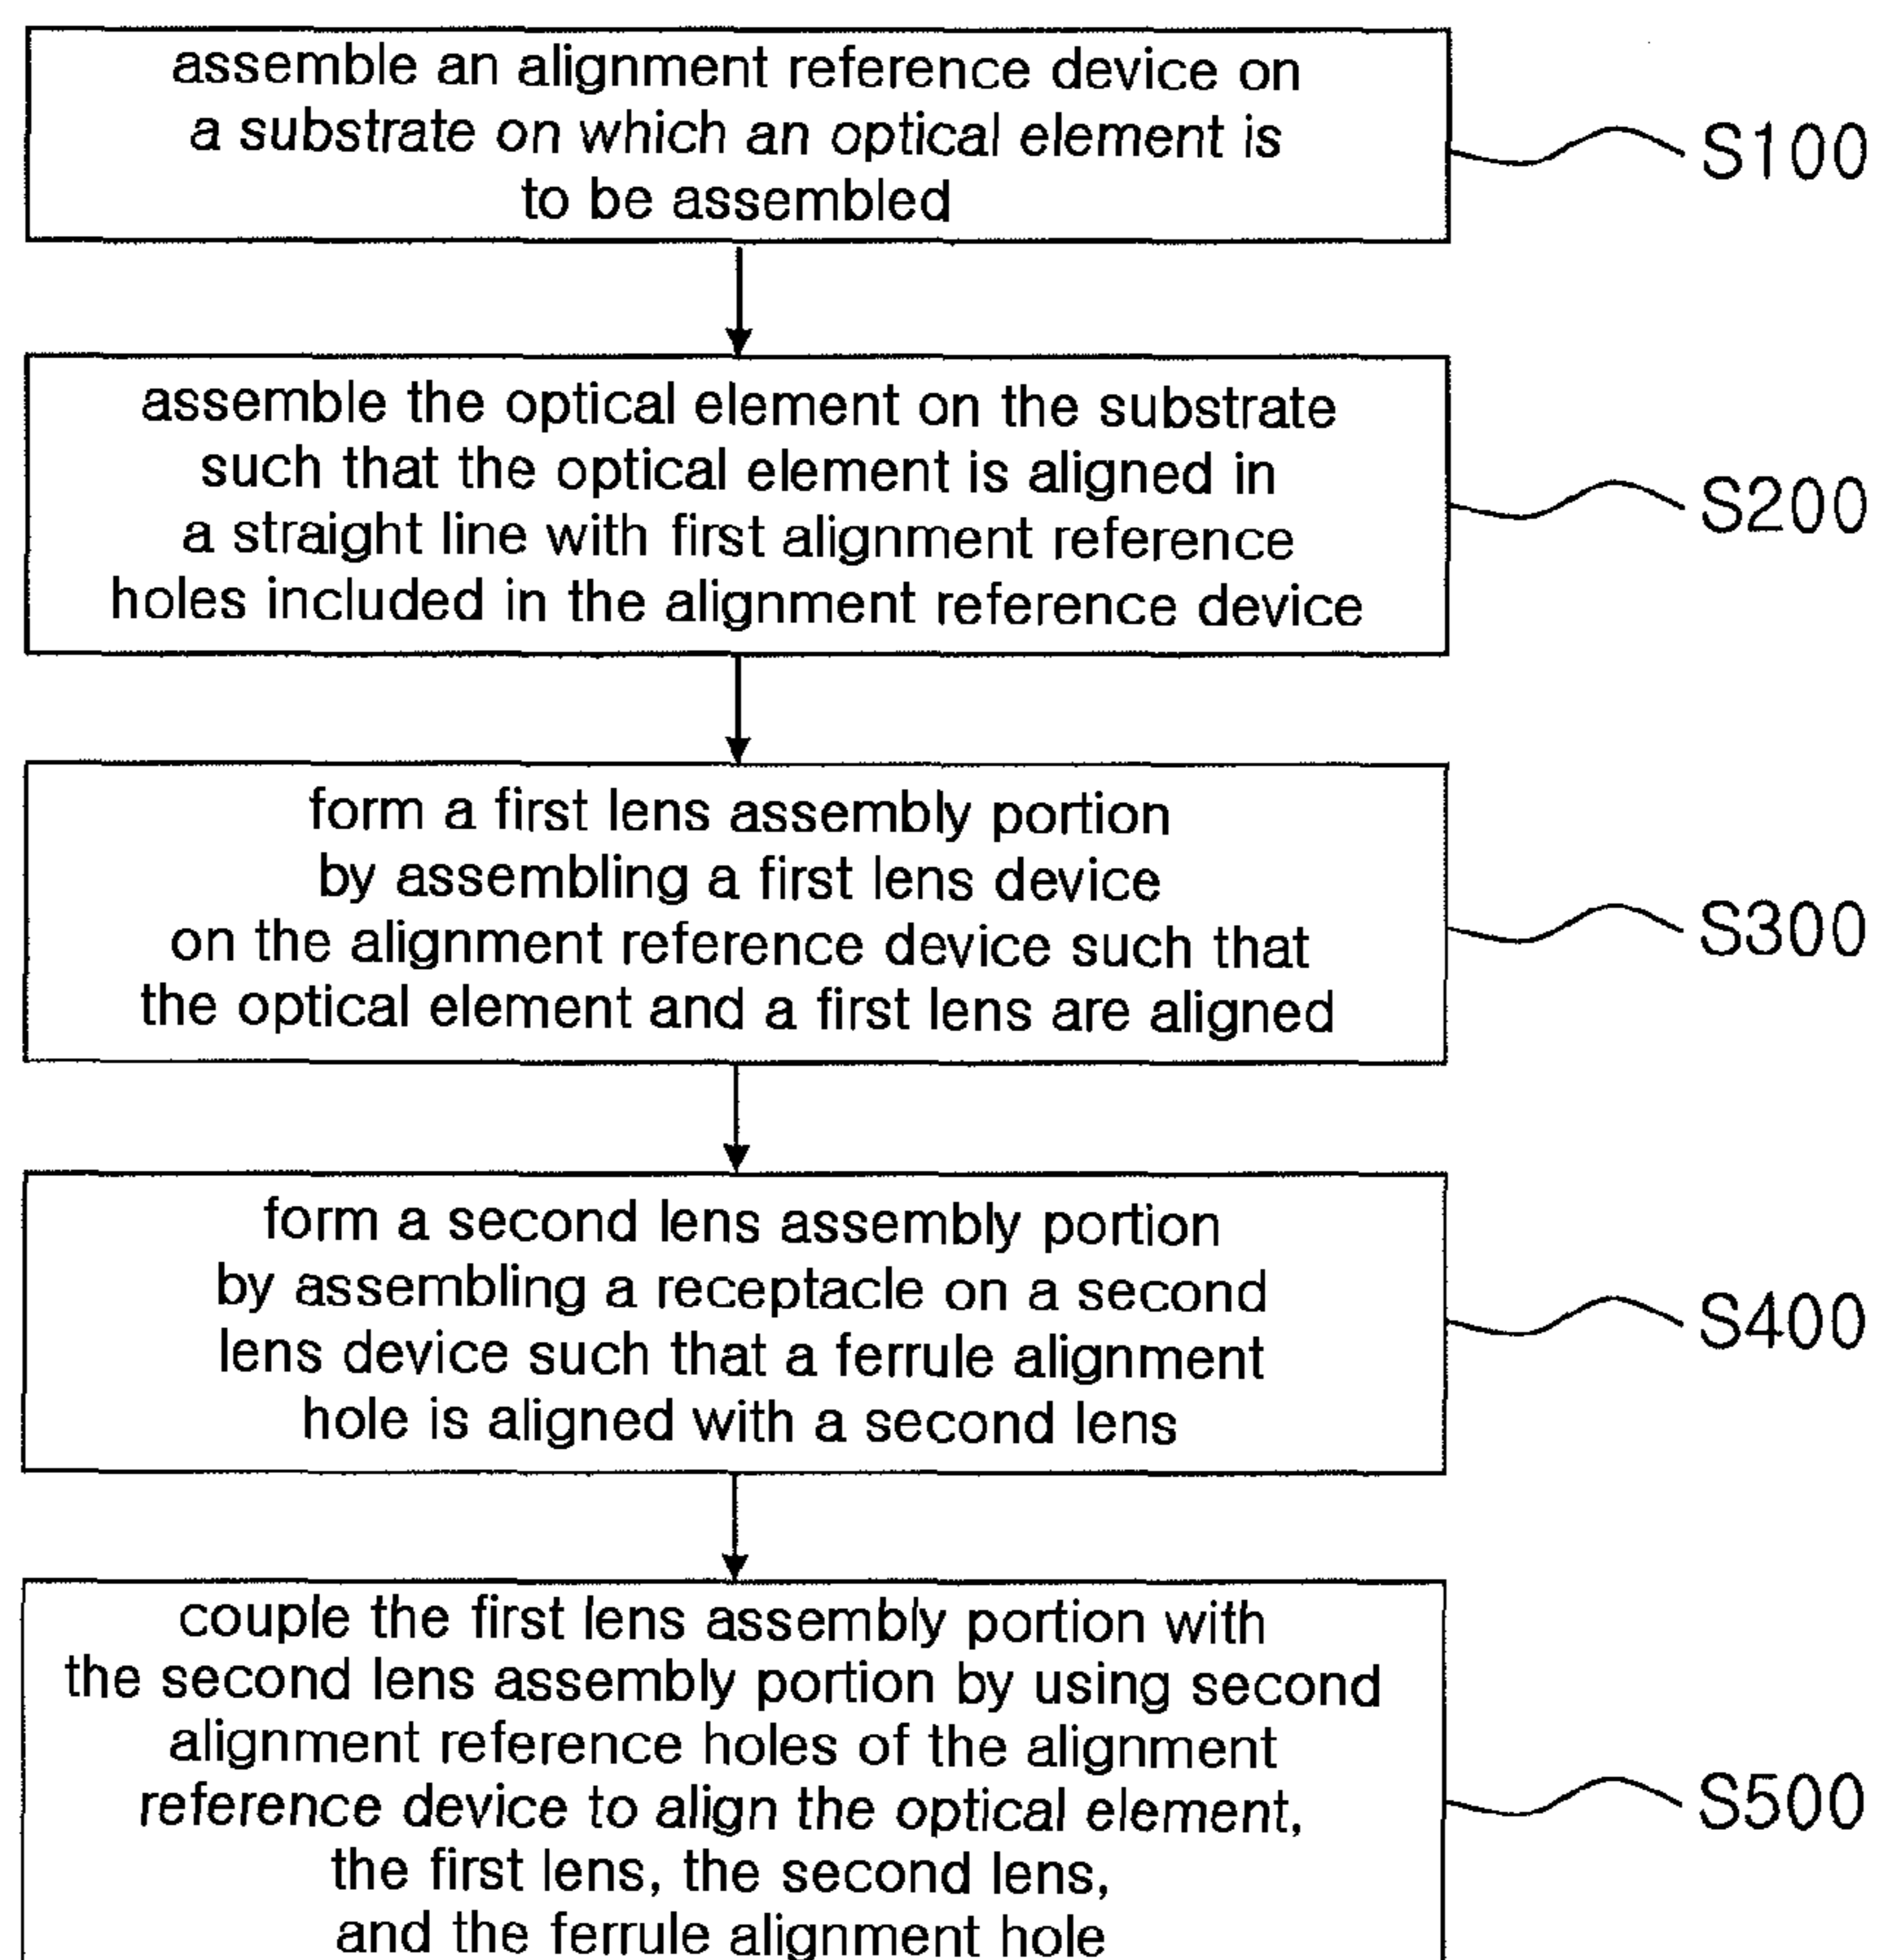 assemble an alignment reference device on
a substrate on which an optical element is
to be assembled
S100
assemble the optical element on the substrate
such that the optical element is aligned in
a straight line with first alignment reference
holes included in the alignment reference device
S200
form a first lens assembly portion
by assembling a first lens device
on the alignment reference device such that
the optical element and a first lens are aligned
S300
form a second lens assembly portion
by assembling a receptacle on a second
lens device such that a ferrule alignment
hole is aligned with a second lens
S400
couple the first lens assembly portion with
the second lens assembly portion by using second
alignment reference holes of the alignment
reference device to align the optical element,
the first lens, the second lens,
and the ferrule alignment hole
S500